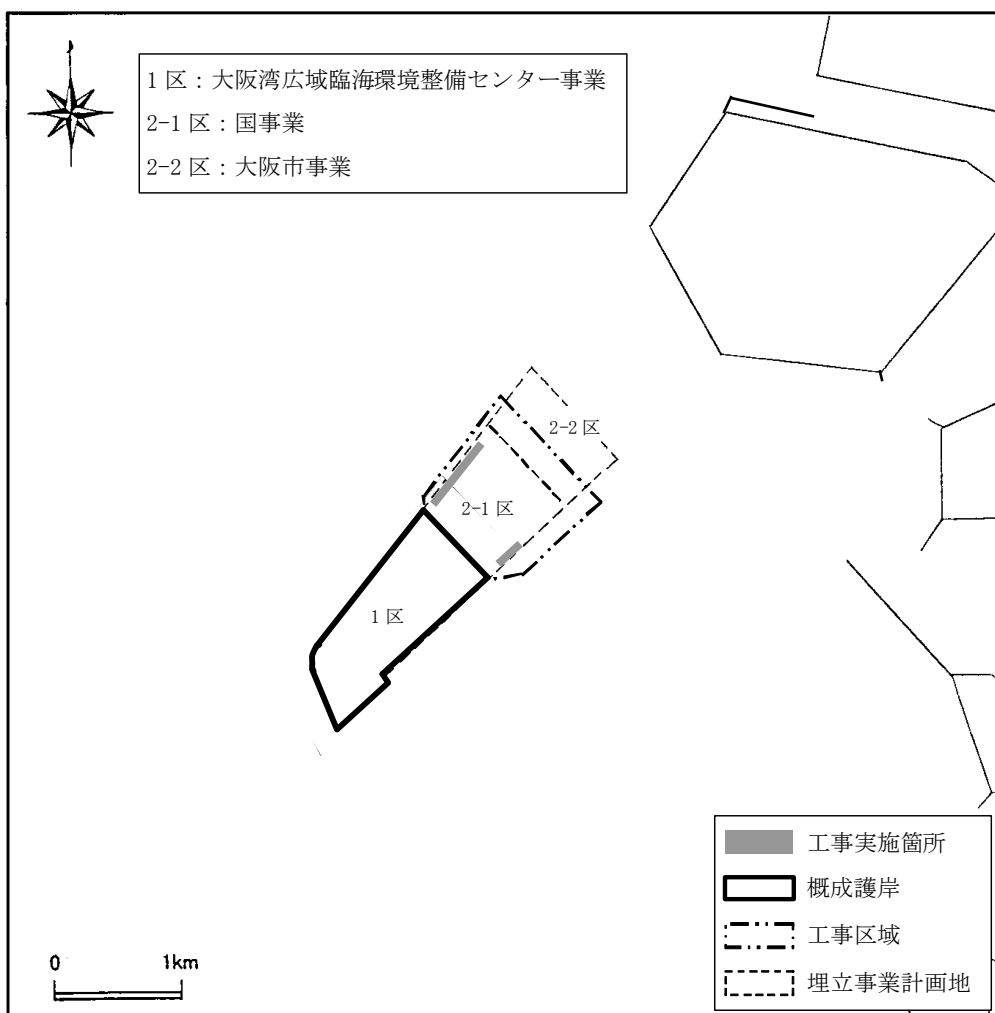 1 区：大阪湾広域臨海環境整備センター事業
2-1 区：国事業
2-2 区：大阪市事業
2-2 区
2-1 区
1 区
工事実施箇所
概成護岸
工事区域
埋立事業計画地
0 1km